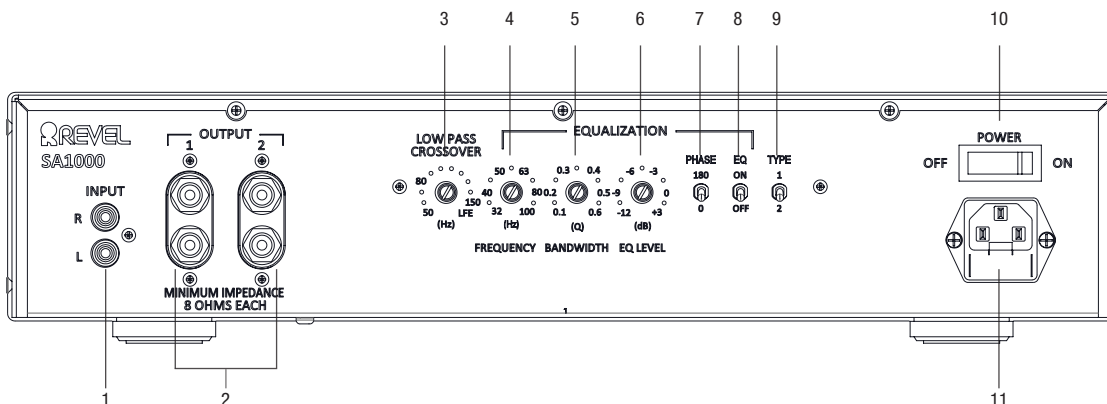 3 4 5 6 7 8 9 10
REVEL
SA1000
OUTPUT
1 2
INPUT
R
L
MINIMUM IMPEDANCE
8 OHMS EACH
LOW PASS
CROSSOVER
80
50
150
LFE
(Hz)
EQUALIZATION
50 63
40 80
32 100
(Hz)
FREQUENCY
0.3 0.4
0.2 0.5
0.1 0.6
(Q)
BANDWIDTH
-6 -3
-9 0
-12 +3
(dB)
EQ LEVEL
PHASE
180
0
EQ
ON
OFF
TYPE
1
2
POWER
OFF ON
1 2 11